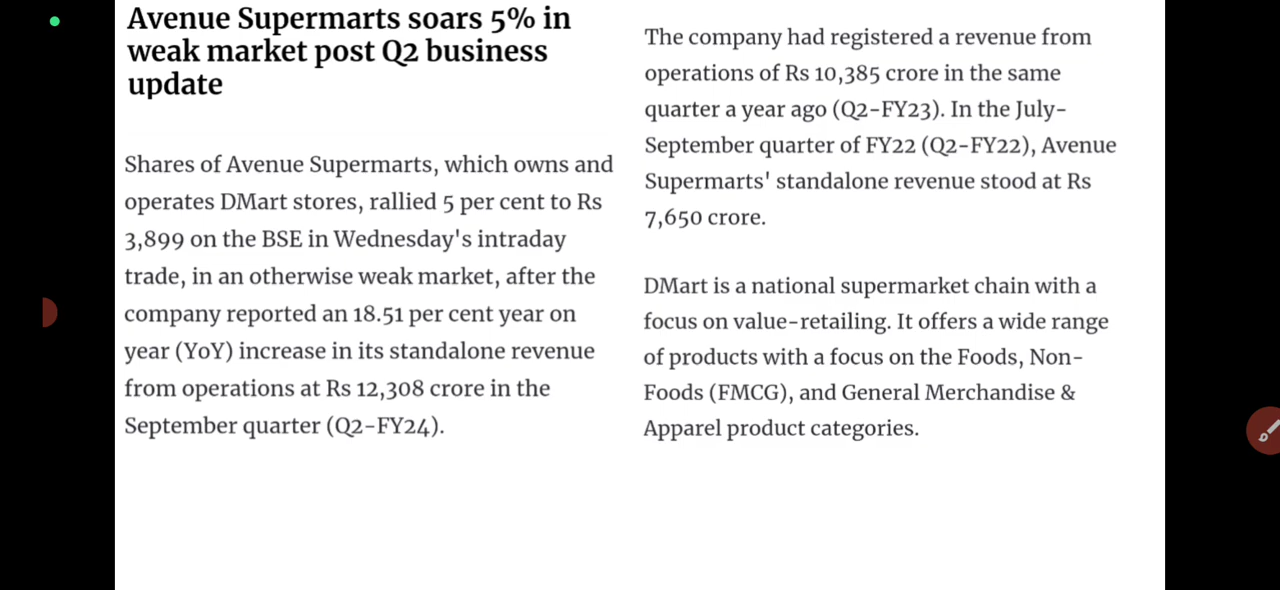 Avenue Supermarts soars 5% in
weak market post Q2 business
update
Shares of Avenue Supermarts, which owns and
operates DMart stores, rallied 5 per cent to Rs
3,899 on the BSE in Wednesday's intraday
trade, in an otherwise weak market, after the
company reported an 18.51 per cent year on
year (YoY) increase in its standalone revenue
from operations at Rs 12,308 crore in the
September quarter (Q2-FY24).
The company had registered a revenue from
operations of Rs 10,385 crore in the same
quarter a year ago (Q2-FY23). In the July-
September quarter of FY22 (Q2-FY22), Avenue
Supermarts' standalone revenue stood at Rs
7,650 crore.
DMart is a national supermarket chain with a
focus on value-retailing. It offers a wide range
of products with a focus on the Foods, Non-
Foods (FMCG), and General Merchandise &
Apparel product categories.